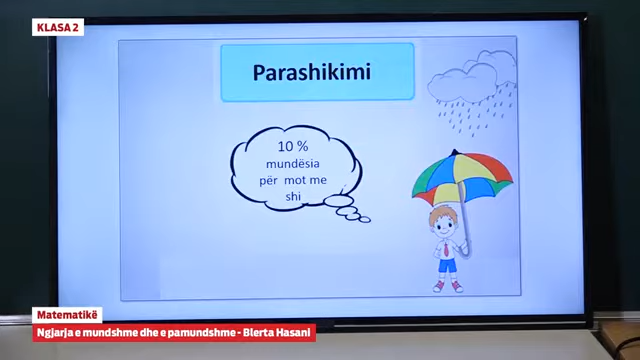 KLASA 2
Parashikimi
10 %
mundësia
për mot me
shi
Matematikë
Ngjarja e mundshme dhe e pamundshme - Blerta Hasani